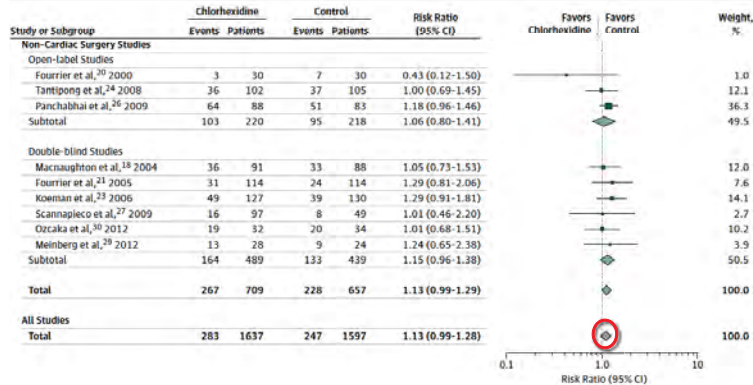 Chlorhexidine Control Favors Favors
Risk Ratio Weight,
Study or Subgroup Events Patients Events Patients (95% CI) Chlorhexidine Control %
Non-Cardiac Surgery Studies
Open-label Studies
Fourrier et al,20 2000 3 30 7 30 0.43 (0.12-1.50) 1.0
Tantipong et al,24 2008 36 102 37 105 1.00 (0.69-1.45) 12.1
Panchabhai et al,26 2009 64 88 51 83 1.18 (0.96-1.46) 36.3
Subtotal 103 220 95 218 1.06 (0.80-1.41) 49.5
Double-blind Studies
Macnaughton et al,18 2004 36 91 33 88 1.05 (0.73-1.53) 12.0
Fourrier et al,21 2005 31 114 24 114 1.29 (0.81-2.06) 7.6
Koeman et al,23 2006 49 127 39 130 1.29 (0.91-1.81) 14.1
Scannapieco et al,27 2009 16 97 8 49 1.01 (0.46-2.20) 2.7
Ozcaka et al,30 2012 19 32 20 34 1.01 (0.68-1.51) 10.2
Meinberg et al,29 2012 13 28 9 24 1.24 (0.65-2.38) 3.9
Subtotal 164 489 133 439 1.15 (0.96-1.38) 50.5
Total 267 709 228 657 1.13 (0.99-1.29) 100.0
All Studies
Total 283 1637 247 1597 1.13 (0.99-1.28) 100.0
0.1 1.0 10
Risk Ratio (95% CI)